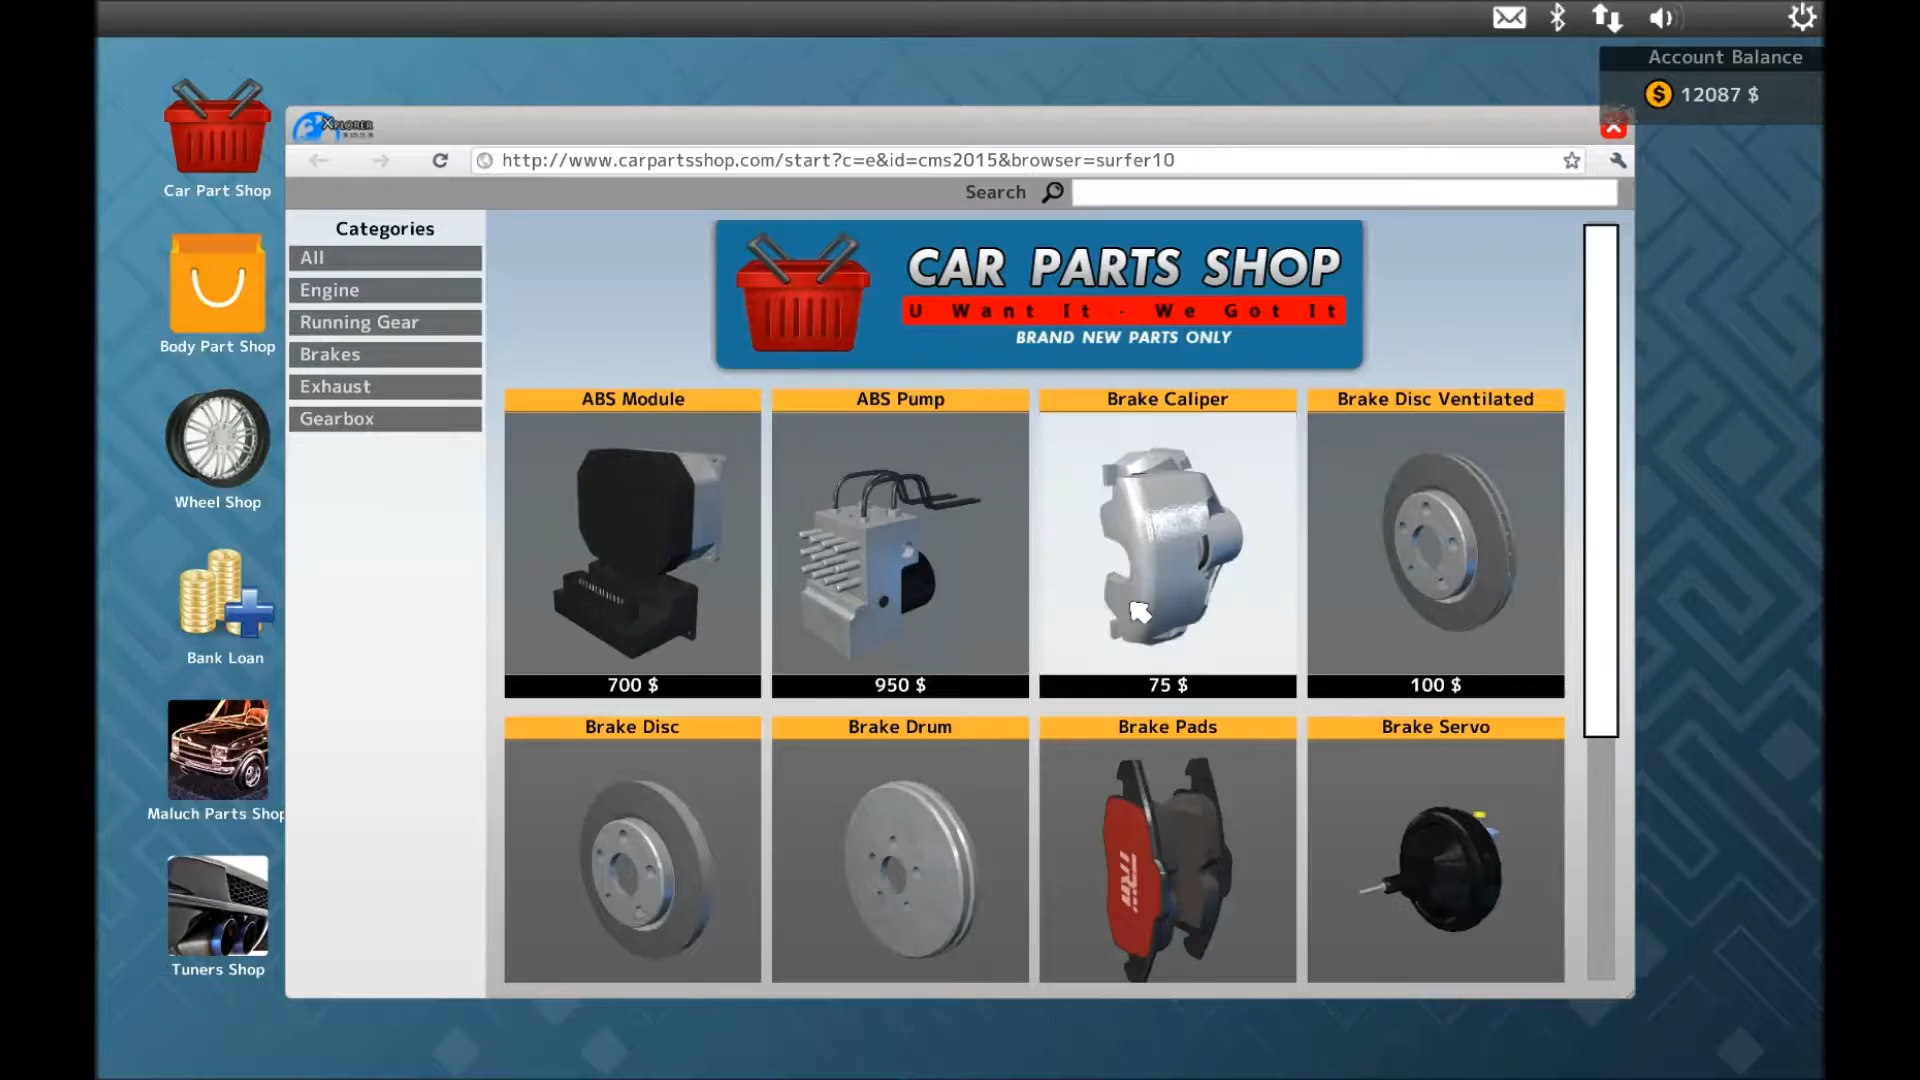 Account Balance
12087 $
Car Part Shop
Body Part Shop
Wheel Shop
Bank Loan
Maluch Parts Shop
Tuners Shop
XPLORER
http://www.carpartsshop.com/start?c=e&id=cms2015&browser=surfer10
Search
Categories
All
Engine
Running Gear
Brakes
Exhaust
Gearbox
CAR PARTS SHOP
U Want It - We Got It
BRAND NEW PARTS ONLY
ABS Module
ABS Pump
Brake Caliper
Brake Disc Ventilated
700 $
950 $
75 $
100 $
Brake Disc
Brake Drum
Brake Pads
Brake Servo
TRW